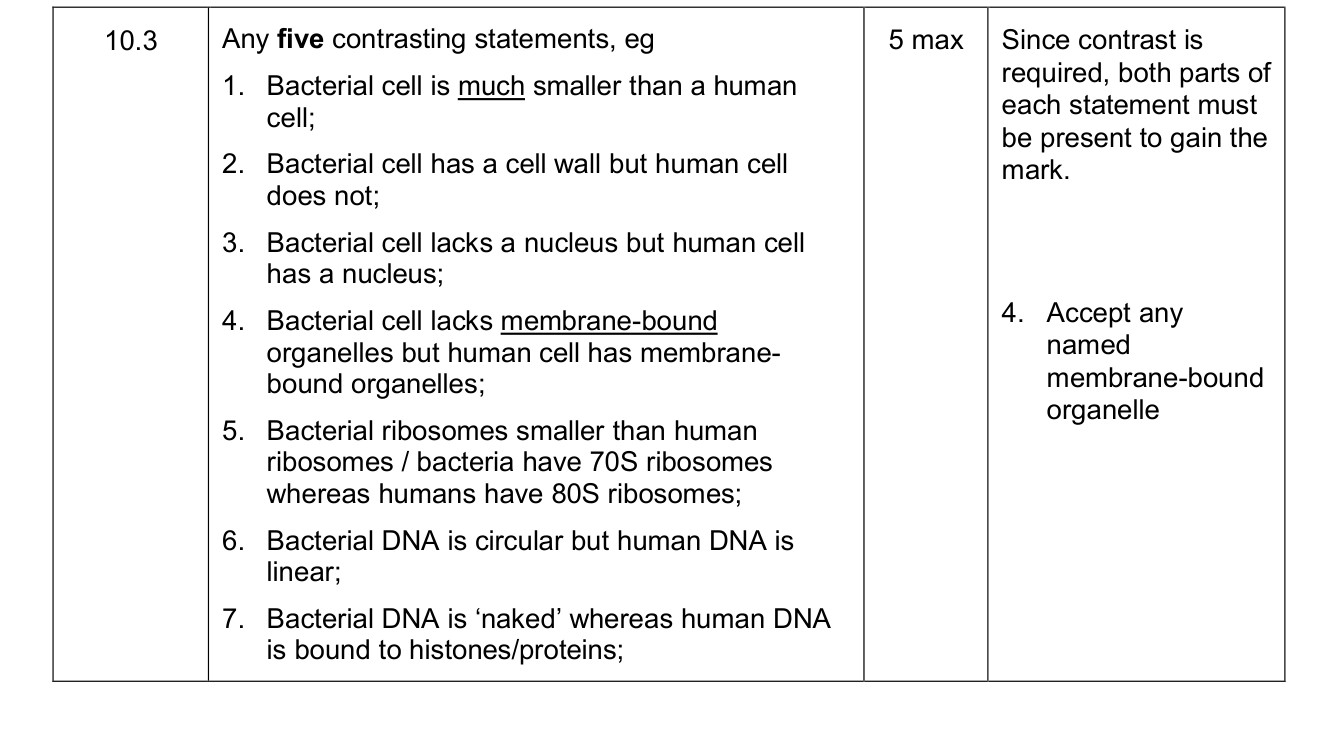 10.3
Any five contrasting statements, eg
1. Bacterial cell is much smaller than a human
cell;
2. Bacterial cell has a cell wall but human cell
does not;
3. Bacterial cell lacks a nucleus but human cell
has a nucleus;
4. Bacterial cell lacks membrane-bound
organelles but human cell has membrane-
bound organelles;
5. Bacterial ribosomes smaller than human
ribosomes / bacteria have 70S ribosomes
whereas humans have 80S ribosomes;
6. Bacterial DNA is circular but human DNA is
linear;
7. Bacterial DNA is ‘naked’ whereas human DNA
is bound to histones/proteins;
5 max
Since contrast is
required, both parts of
each statement must
be present to gain the
mark.
4. Accept any
named
membrane-bound
organelle